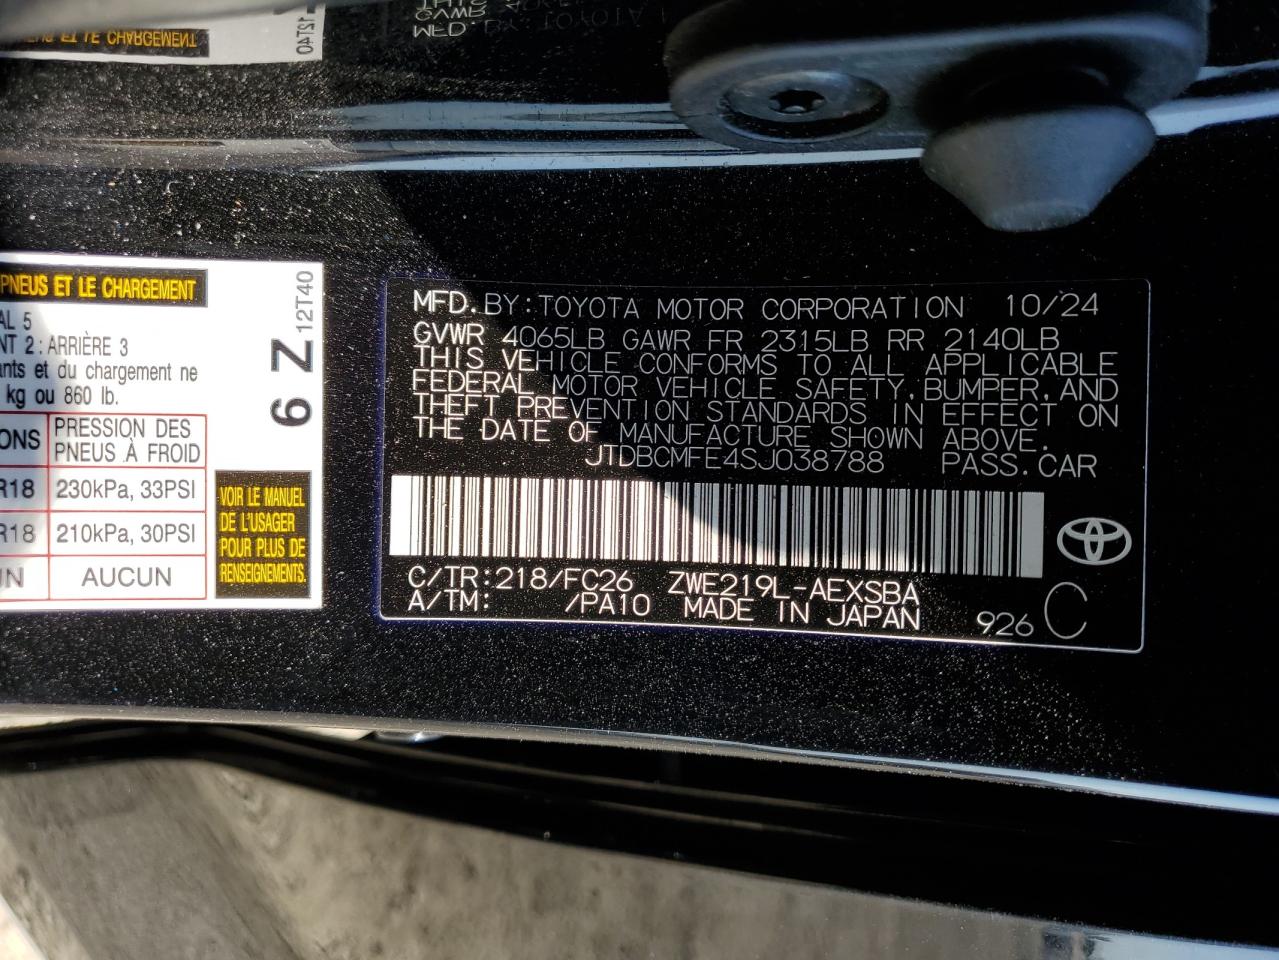 PNEUS ET LE CHARGEMENT
AL 5
NT 2 : ARRIÈRE 3
ants et du chargement ne
kg ou 860 lb.
ONS PRESSION DES
PNEUS À FROID
R18 230kPa, 33PSI
R18 210kPa, 30PSI
UN AUCUN
6 Z
12T40
VOIR LE MANUEL
DE L'USAGER
POUR PLUS DE
RENSEIGNEMENTS.
MFD. BY: TOYOTA MOTOR CORPORATION 10/24
GVWR 4065LB GAWR FR 2315LB RR 2140LB
THIS VEHICLE CONFORMS TO ALL APPLICABLE
FEDERAL MOTOR VEHICLE SAFETY, BUMPER, AND
THEFT PREVENTION STANDARDS IN EFFECT ON
THE DATE OF MANUFACTURE SHOWN ABOVE.
JTDBCMFE4SJ038788 PASS.CAR
C/TR: 218/FC26 ZWE219L-AEXSBA
A/TM: /PA10 MADE IN JAPAN 926 C